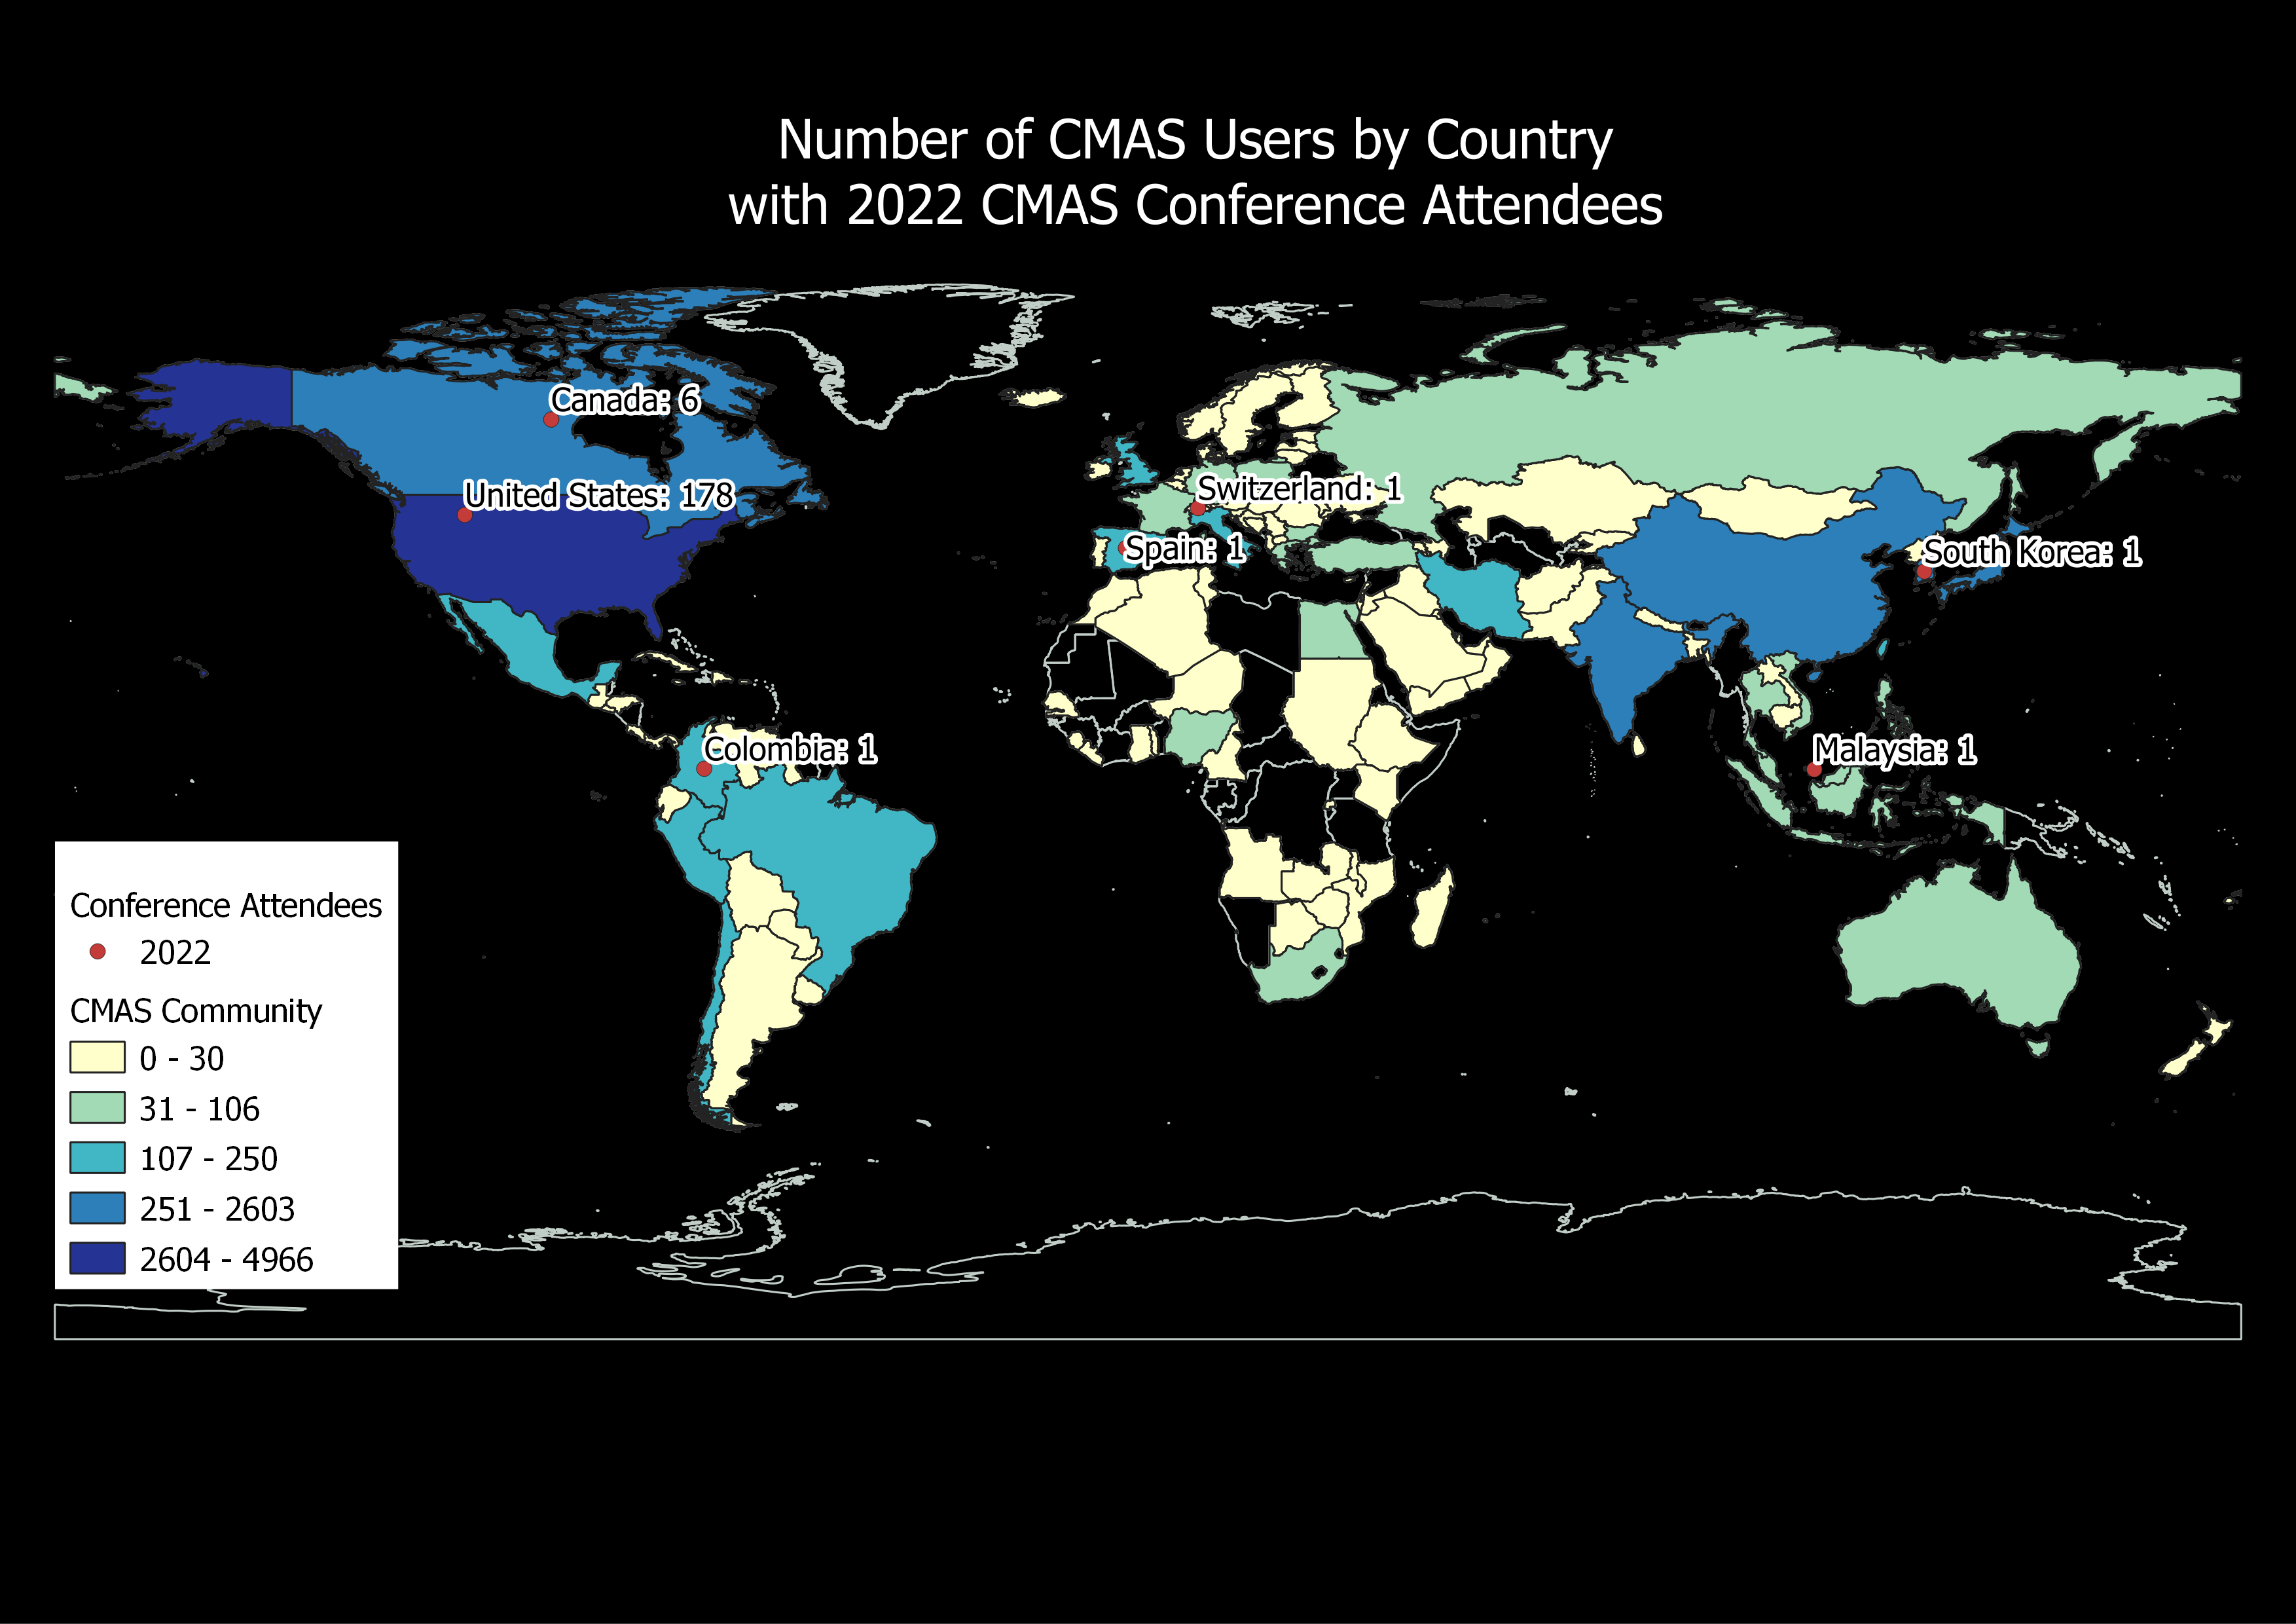 Number of CMAS Users by Country
with 2022 CMAS Conference Attendees
Canada: 6
United States: 178
Switzerland: 1
Spain: 1
South Korea: 1
Colombia: 1
Malaysia: 1
Conference Attendees
2022
CMAS Community
0 - 30
31 - 106
107 - 250
251 - 2603
2604 - 4966